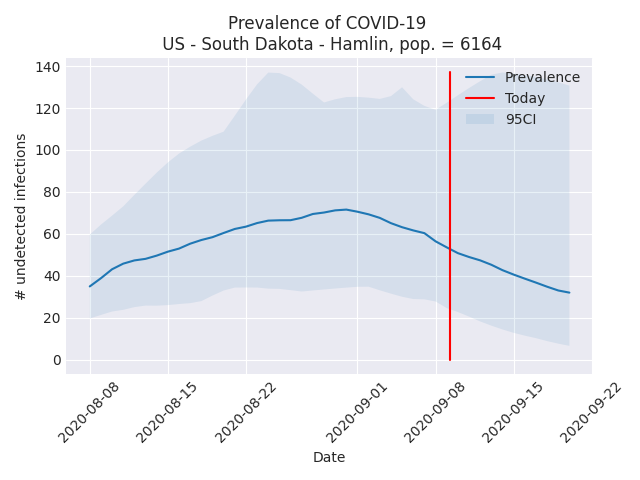 Prevalence of COVID-19
US - South Dakota - Hamlin, pop. = 6164
Prevalence
Today
95CI
# undetected infections
140
120
100
80
60
40
20
0
2020-08-08
2020-08-15
2020-08-22
2020-09-01
2020-09-08
2020-09-15
2020-09-22
Date